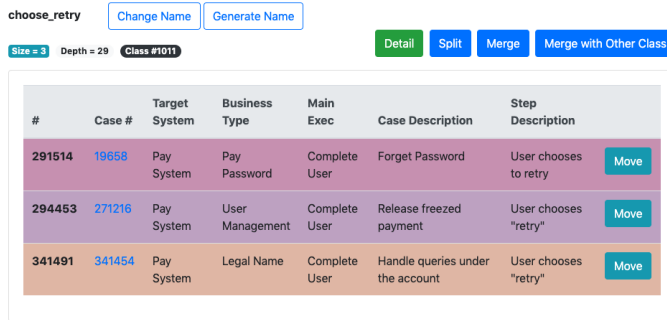 choose_retry Change Name Generate Name
Size = 3 Depth = 29 Class #1011 Detail Split Merge Merge with Other Class
# Case # Target System Business Type Main Exec Case Description Step Description
291514 19658 Pay System Pay Password Complete User Forget Password User chooses to retry Move
294453 271216 Pay System User Management Complete User Release freezed payment User chooses "retry" Move
341491 341454 Pay System Legal Name Complete User Handle queries under the account User chooses "retry" Move